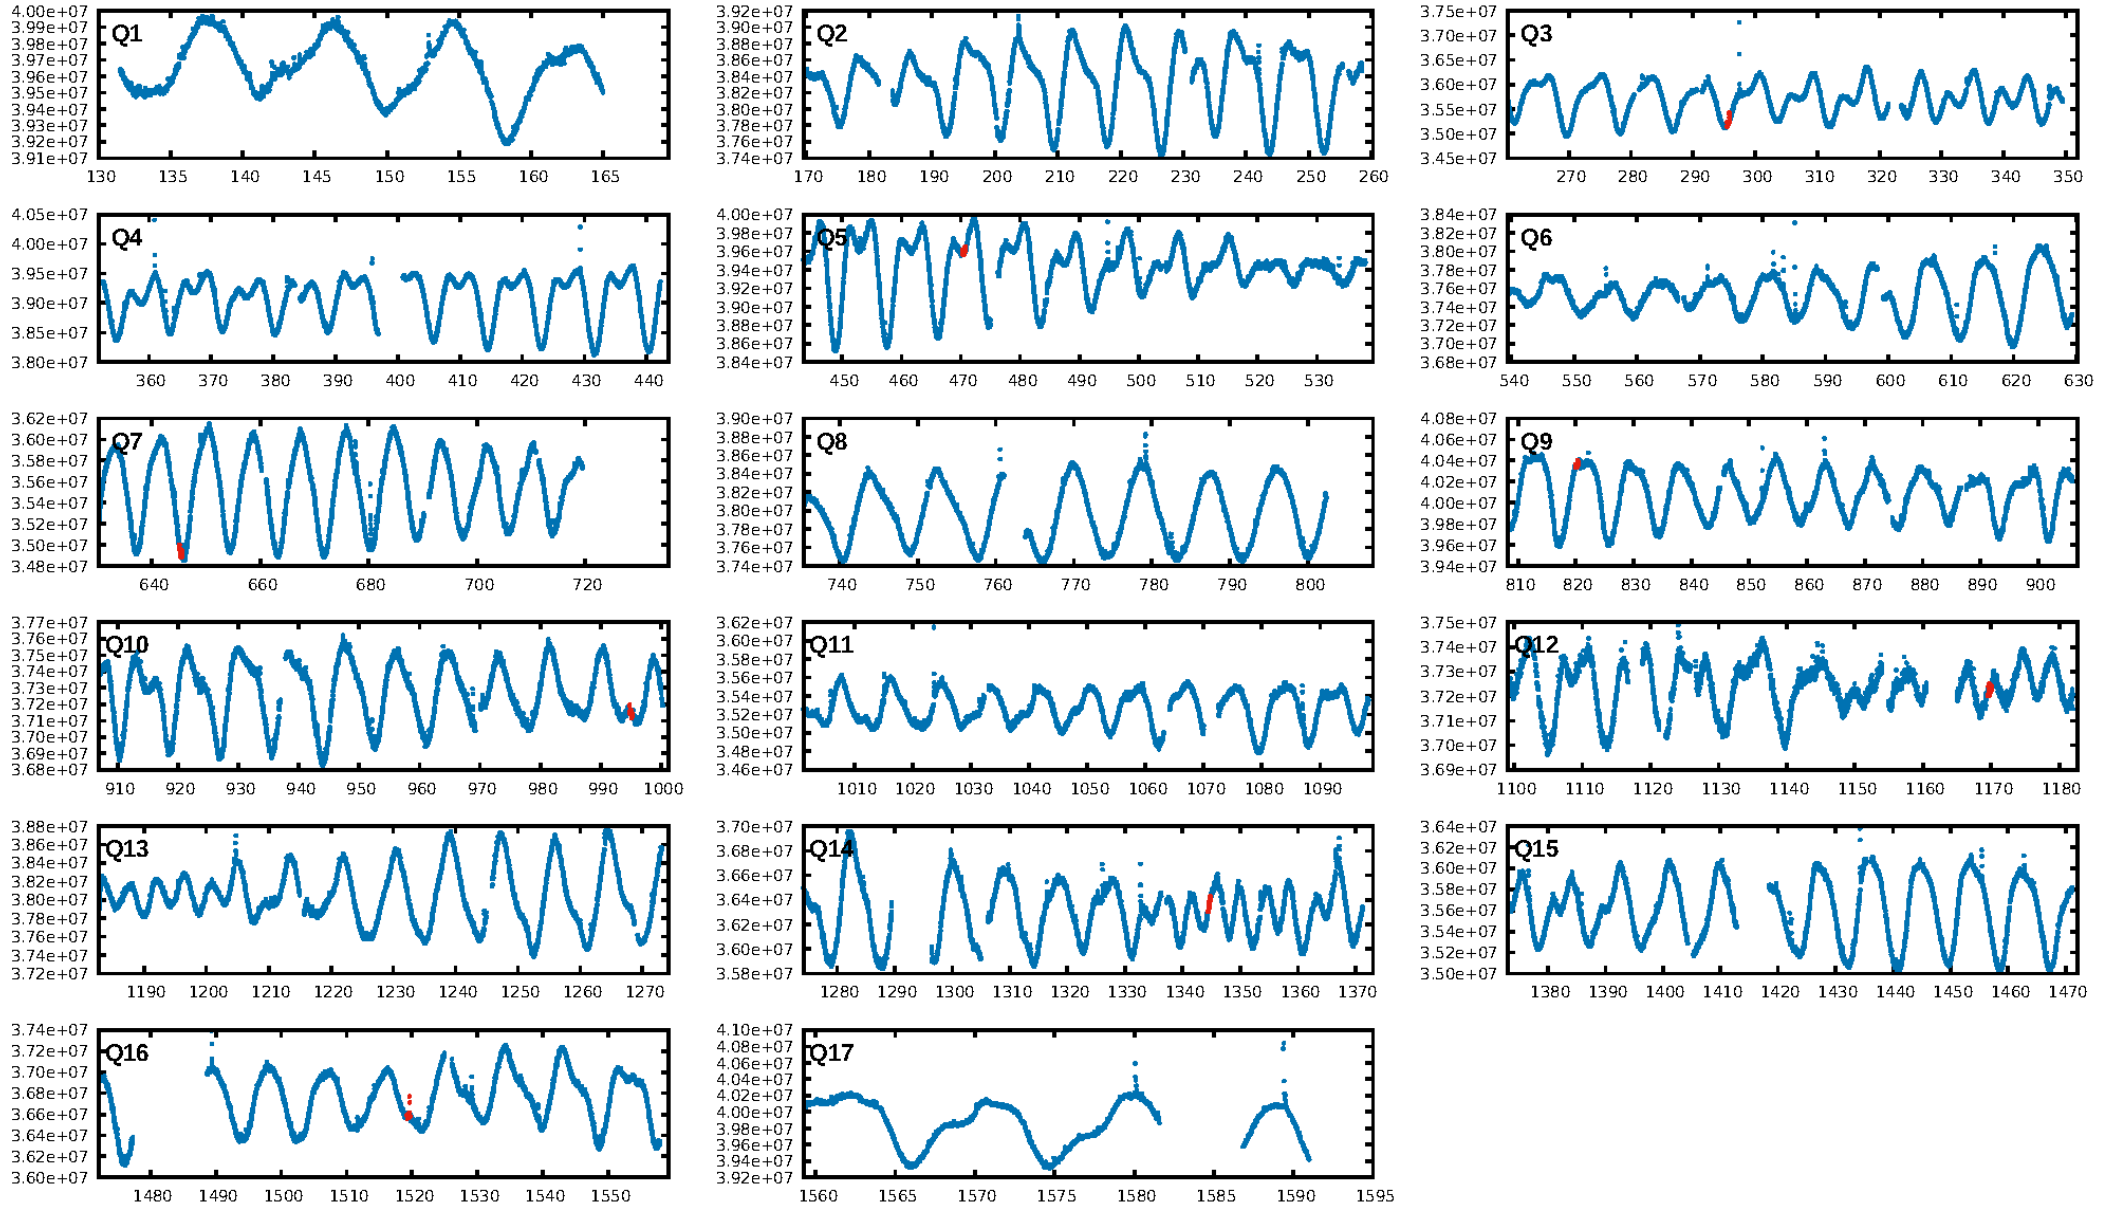 4.00e+07
3.99e+07
3.98e+07
3.97e+07
3.96e+07
3.95e+07
3.94e+07
3.93e+07
3.92e+07
3.91e+07
Q1
130 135 140 145 150 155 160 165
3.92e+07
3.90e+07
3.88e+07
3.86e+07
3.84e+07
3.82e+07
3.80e+07
3.78e+07
3.76e+07
3.74e+07
Q2
170 180 190 200 210 220 230 240 250 260
3.75e+07
3.70e+07
3.65e+07
3.60e+07
3.55e+07
3.50e+07
3.45e+07
Q3
270 280 290 300 310 320 330 340 350
4.05e+07
4.00e+07
3.95e+07
3.90e+07
3.85e+07
3.80e+07
Q4
360 370 380 390 400 410 420 430 440
4.00e+07
3.98e+07
3.96e+07
3.94e+07
3.92e+07
3.90e+07
3.88e+07
3.86e+07
3.84e+07
Q5
450 460 470 480 490 500 510 520 530
3.84e+07
3.82e+07
3.80e+07
3.78e+07
3.76e+07
3.74e+07
3.72e+07
3.70e+07
3.68e+07
Q6
540 550 560 570 580 590 600 610 620 630
3.62e+07
3.60e+07
3.58e+07
3.56e+07
3.54e+07
3.52e+07
3.50e+07
3.48e+07
Q7
640 660 680 700 720
3.90e+07
3.88e+07
3.86e+07
3.84e+07
3.82e+07
3.80e+07
3.78e+07
3.76e+07
3.74e+07
Q8
740 750 760 770 780 790 800
4.08e+07
4.06e+07
4.04e+07
4.02e+07
4.00e+07
3.98e+07
3.96e+07
3.94e+07
Q9
810 820 830 840 850 860 870 880 890 900
3.77e+07
3.76e+07
3.75e+07
3.74e+07
3.73e+07
3.72e+07
3.71e+07
3.70e+07
3.69e+07
3.68e+07
Q10
910 920 930 940 950 960 970 980 990 1000
3.62e+07
3.60e+07
3.58e+07
3.56e+07
3.54e+07
3.52e+07
3.50e+07
3.48e+07
3.46e+07
Q11
1010 1020 1030 1040 1050 1060 1070 1080 1090
3.75e+07
3.74e+07
3.73e+07
3.72e+07
3.71e+07
3.70e+07
3.69e+07
Q12
1100 1110 1120 1130 1140 1150 1160 1170 1180
3.88e+07
3.86e+07
3.84e+07
3.82e+07
3.80e+07
3.78e+07
3.76e+07
3.74e+07
3.72e+07
Q13
1190 1200 1210 1220 1230 1240 1250 1260 1270
3.70e+07
3.68e+07
3.66e+07
3.64e+07
3.62e+07
3.60e+07
3.58e+07
Q14
1280 1290 1300 1310 1320 1330 1340 1350 1360 1370
3.64e+07
3.62e+07
3.60e+07
3.58e+07
3.56e+07
3.54e+07
3.52e+07
3.50e+07
Q15
1380 1390 1400 1410 1420 1430 1440 1450 1460 1470
3.74e+07
3.72e+07
3.70e+07
3.68e+07
3.66e+07
3.64e+07
3.62e+07
3.60e+07
Q16
1480 1490 1500 1510 1520 1530 1540 1550
4.10e+07
4.08e+07
4.06e+07
4.04e+07
4.02e+07
4.00e+07
3.98e+07
3.96e+07
3.94e+07
3.92e+07
Q17
1560 1565 1570 1575 1580 1585 1590 1595